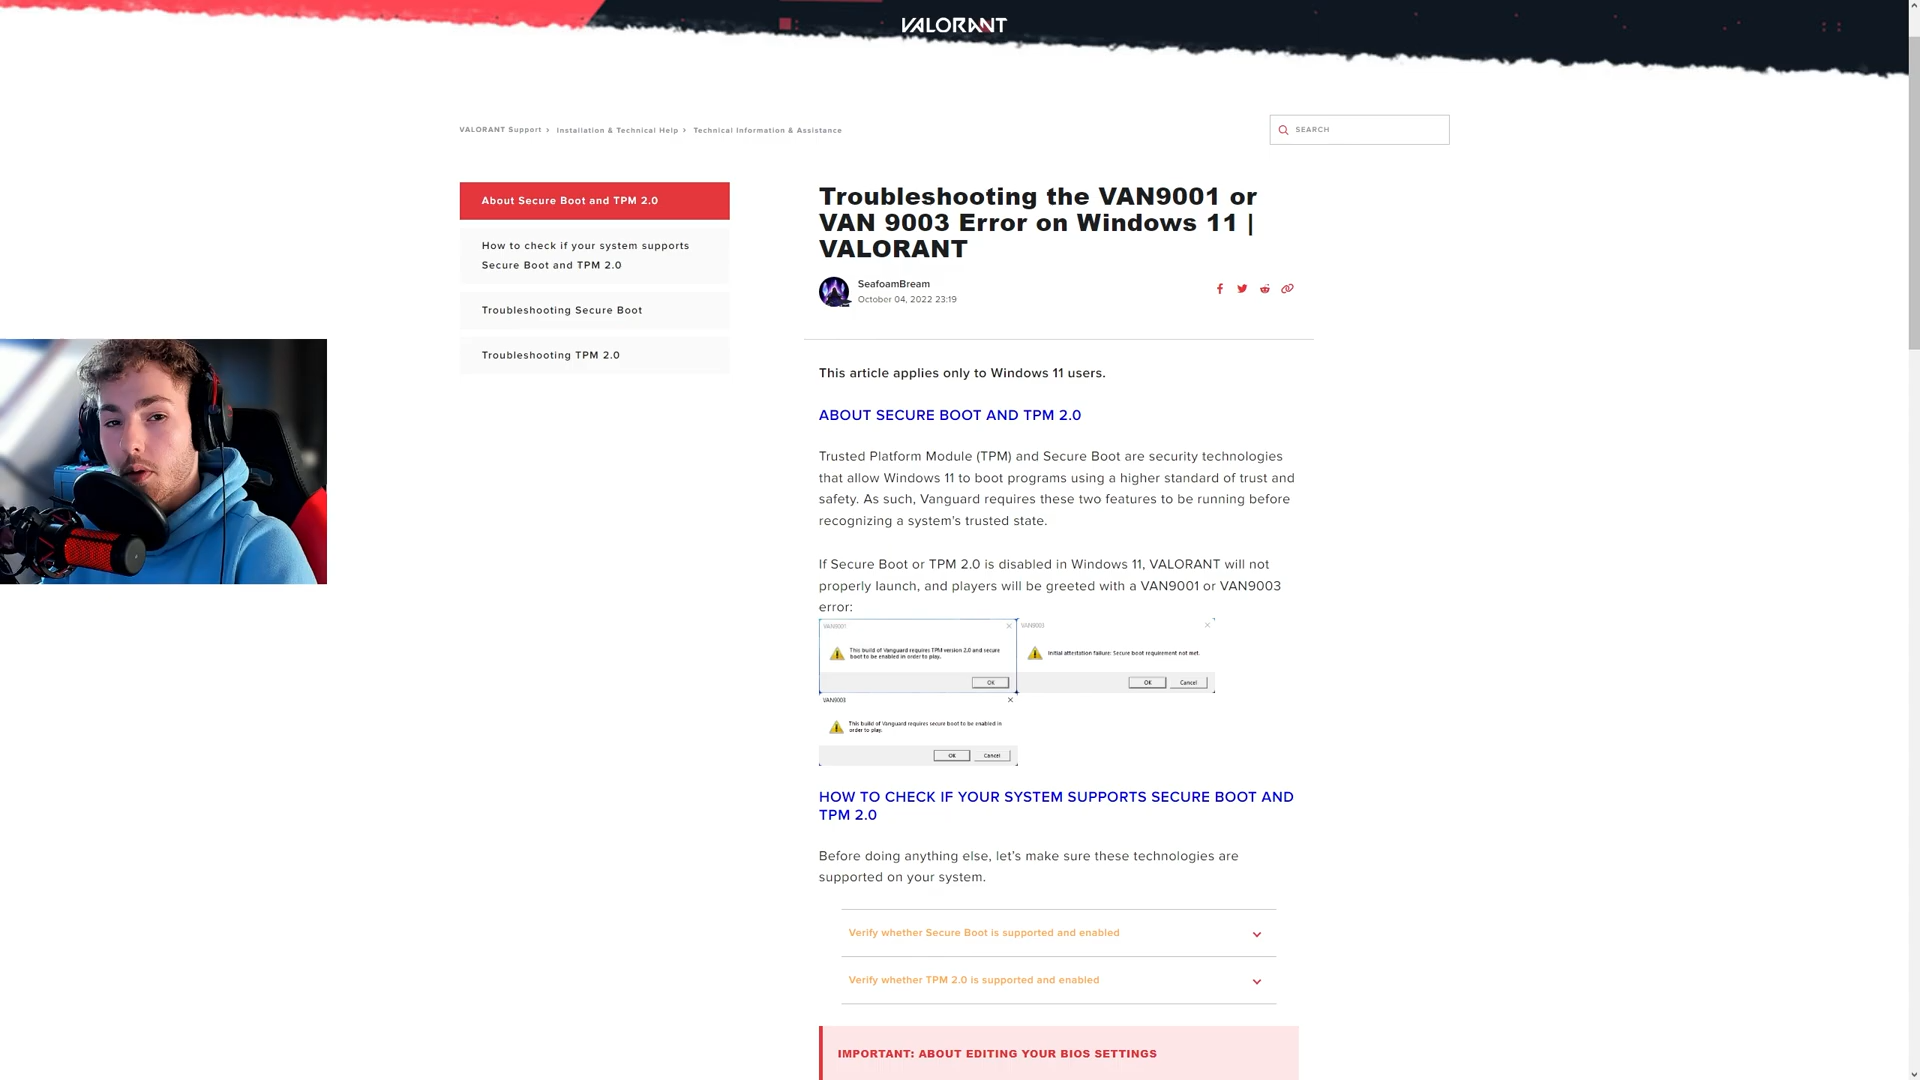 VALORANT
VALORANT Support > Installation & Technical Help > Technical Information & Assistance
SEARCH
About Secure Boot and TPM 2.0
How to check if your system supports
Secure Boot and TPM 2.0
Troubleshooting Secure Boot
Troubleshooting TPM 2.0
Troubleshooting the VAN9001 or
VAN 9003 Error on Windows 11 |
VALORANT
SeafoamBream
October 04, 2022 23:19
This article applies only to Windows 11 users.
ABOUT SECURE BOOT AND TPM 2.0
Trusted Platform Module (TPM) and Secure Boot are security technologies
that allow Windows 11 to boot programs using a higher standard of trust and
safety. As such, Vanguard requires these two features to be running before
recognizing a system's trusted state.
If Secure Boot or TPM 2.0 is disabled in Windows 11, VALORANT will not
properly launch, and players will be greeted with a VAN9001 or VAN9003
error:
VAN9001
This build of Vanguard requires TPM version 2.0 and secure
boot to be enabled in order to play.
OK
VAN9003
Initial attestation failure: Secure boot requirement not met.
OK Cancel
VAN9003
This build of Vanguard requires secure boot to be enabled in
order to play.
OK Cancel
HOW TO CHECK IF YOUR SYSTEM SUPPORTS SECURE BOOT AND
TPM 2.0
Before doing anything else, let's make sure these technologies are
supported on your system.
Verify whether Secure Boot is supported and enabled
Verify whether TPM 2.0 is supported and enabled
IMPORTANT: ABOUT EDITING YOUR BIOS SETTINGS